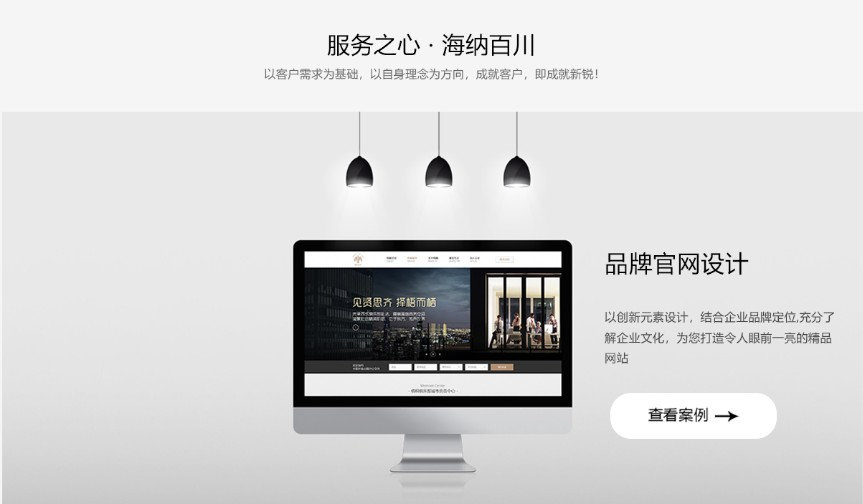 服务之心 · 海纳百川
以客户需求为基础，以自身理念为方向，成就客户，即成就新锐！
见贤思齐 择梧而栖
品牌官网设计
以创新元素设计，结合企业品牌定位,充分了
解企业文化，为您打造令人眼前一亮的精品
网站
查看案例